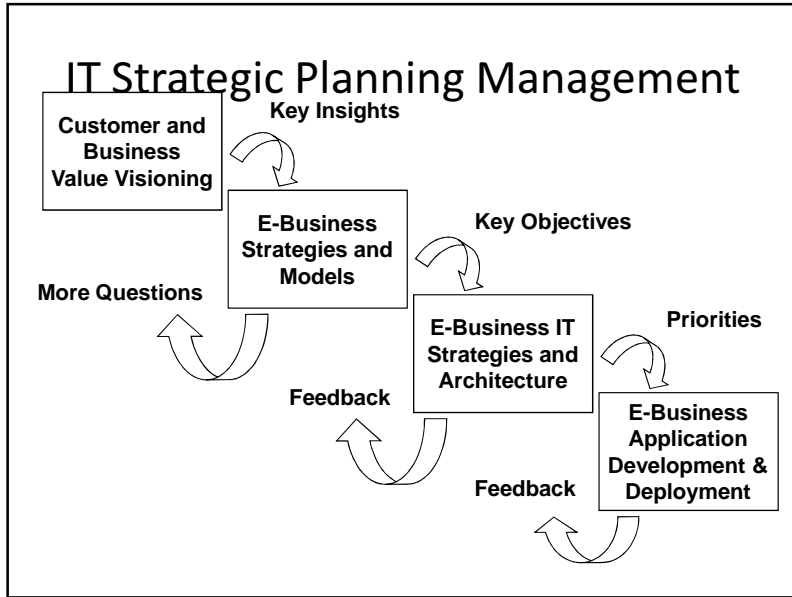 IT Strategic Planning Management
Customer and
Business
Value Visioning
Key Insights
E-Business
Strategies and
Models
Key Objectives
More Questions
E-Business IT
Strategies and
Architecture
Priorities
Feedback
E-Business
Application
Development &
Deployment
Feedback